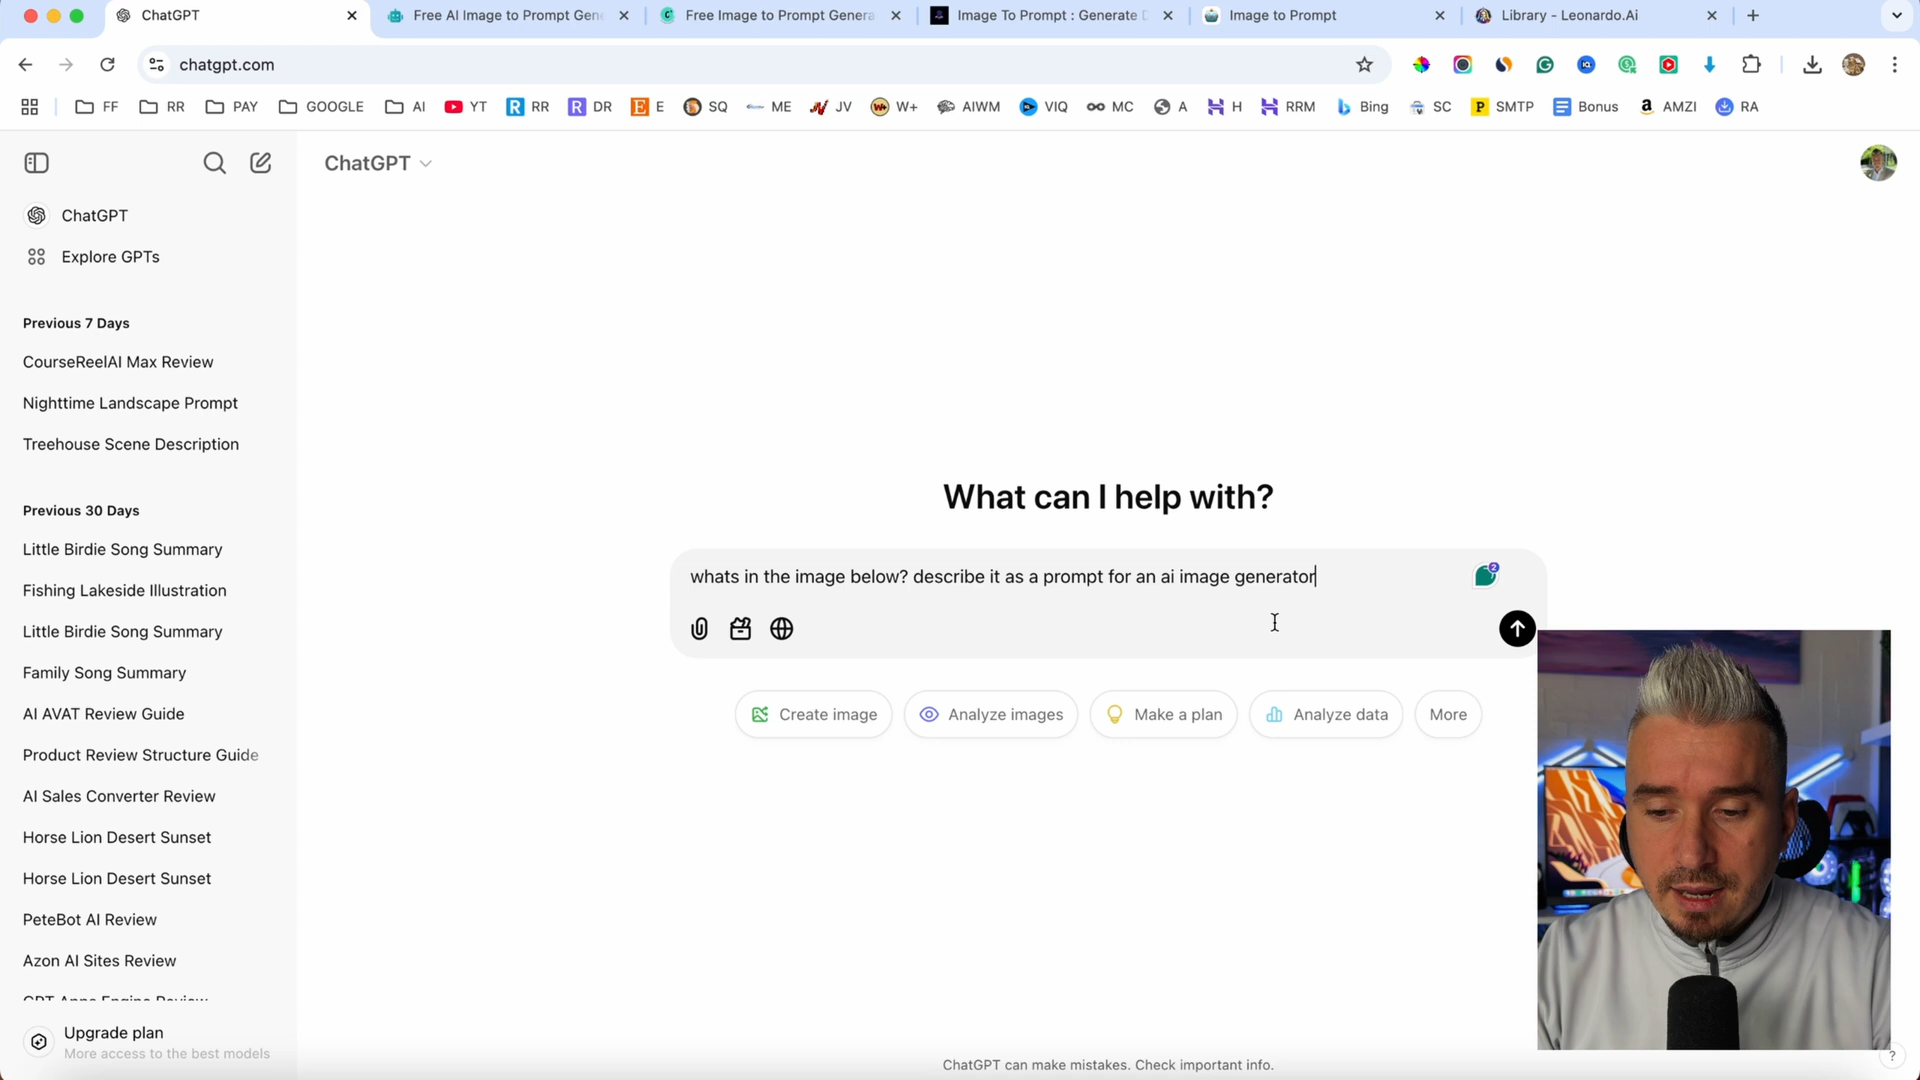 ChatGPT
Free AI Image to Prompt Gen
Free Image to Prompt Genera
Image To Prompt : Generate D
Image to Prompt
Library - Leonardo.Ai
chatgpt.com
FF
RR
PAY
GOOGLE
AI
YT
RR
DR
E
SQ
ME
JV
W+
AIWM
VIQ
MC
A
H
RRM
Bing
SC
SMTP
Bonus
AMZI
RA
ChatGPT
ChatGPT
Explore GPTs
Previous 7 Days
CourseReelAI Max Review
Nighttime Landscape Prompt
Treehouse Scene Description
Previous 30 Days
Little Birdie Song Summary
Fishing Lakeside Illustration
Little Birdie Song Summary
Family Song Summary
AI AVAT Review Guide
Product Review Structure Guide
AI Sales Converter Review
Horse Lion Desert Sunset
Horse Lion Desert Sunset
PeteBot AI Review
Azon AI Sites Review
GPT Apps Engine Review
Upgrade plan
More access to the best models
What can I help with?
whats in the image below? describe it as a prompt for an ai image generator
2
Create image
Analyze images
Make a plan
Analyze data
More
ChatGPT can make mistakes. Check important info.
?